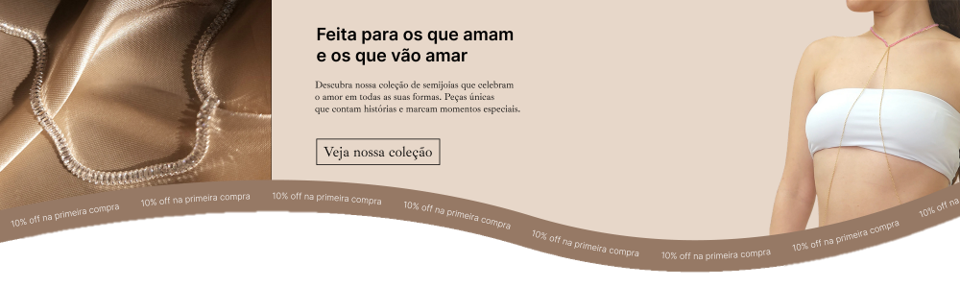 Feita para os que amam
e os que vão amar
Descubra nossa coleção de semijoias que celebram
o amor em todas as suas formas. Peças únicas
que contam histórias e marcam momentos especiais.
Veja nossa coleção
10% off na primeira compra 10% off na primeira compra 10% off na primeira compra 10% off na primeira compra 10% off na primeira compra 10% off na primeira compra 10% off na primeira compra 10% off na